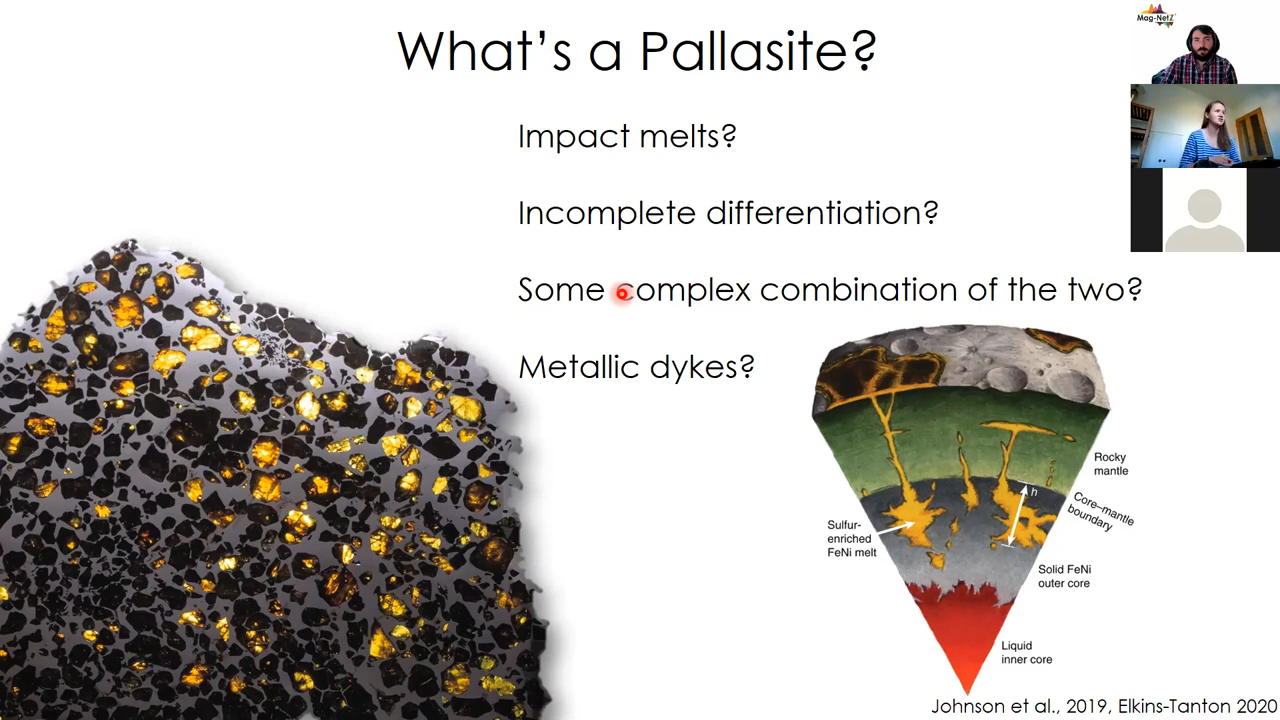 What's a Pallasite?
Mag-NetZ
Impact melts?
Incomplete differentiation?
Some complex combination of the two?
Metallic dykes?
Rocky
mantle
h
Core–mantle
boundary
Sulfur-
enriched
FeNi melt
Solid FeNi
outer core
Liquid
inner core
Johnson et al., 2019, Elkins-Tanton 2020